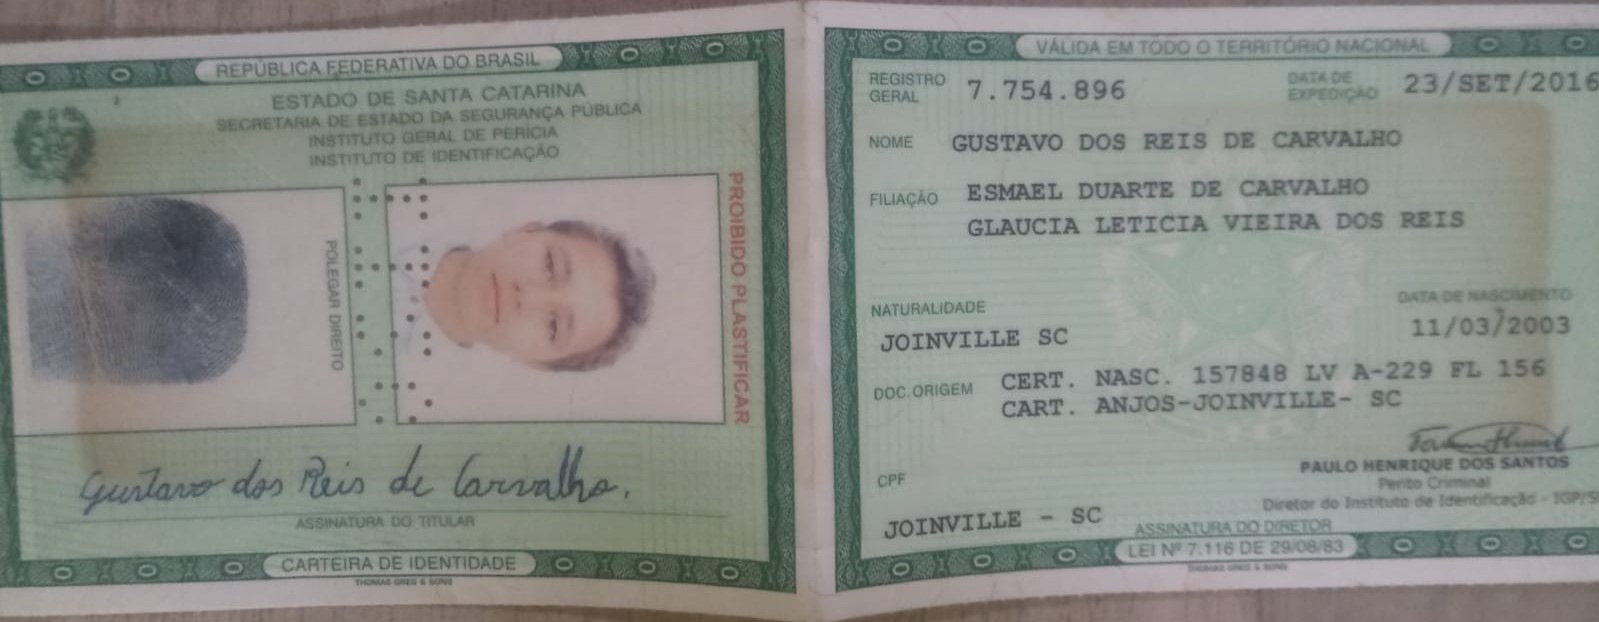 REPÚBLICA FEDERATIVA DO BRASIL
ESTADO DE SANTA CATARINA
SECRETARIA DE ESTADO DA SEGURANÇA PÚBLICA
INSTITUTO GERAL DE PERÍCIA
INSTITUTO DE IDENTIFICAÇÃO
POLEGAR DIREITO
PROIBIDO PLASTIFICAR
Gustavo dos Reis de Carvalho.
ASSINATURA DO TITULAR
CARTEIRA DE IDENTIDADE
THOMAS GREG & SONS
VÁLIDA EM TODO O TERRITÓRIO NACIONAL
REGISTRO GERAL 7.754.896 DATA DE EXPEDIÇÃO 23/SET/2016
NOME GUSTAVO DOS REIS DE CARVALHO
FILIAÇÃO ESMAEL DUARTE DE CARVALHO
GLAUCIA LETICIA VIEIRA DOS REIS
NATURALIDADE DATA DE NASCIMENTO
JOINVILLE SC 11/03/2003
DOC.ORIGEM CERT. NASC. 157848 LV A-229 FL 156
CART. ANJOS-JOINVILLE- SC
CPF
PAULO HENRIQUE DOS SANTOS
Perito Criminal
Diretor do Instituto de Identificação - IGP/S
JOINVILLE - SC
ASSINATURA DO DIRETOR
LEI Nº 7.116 DE 29/08/83
THOMAS GREG & SONS